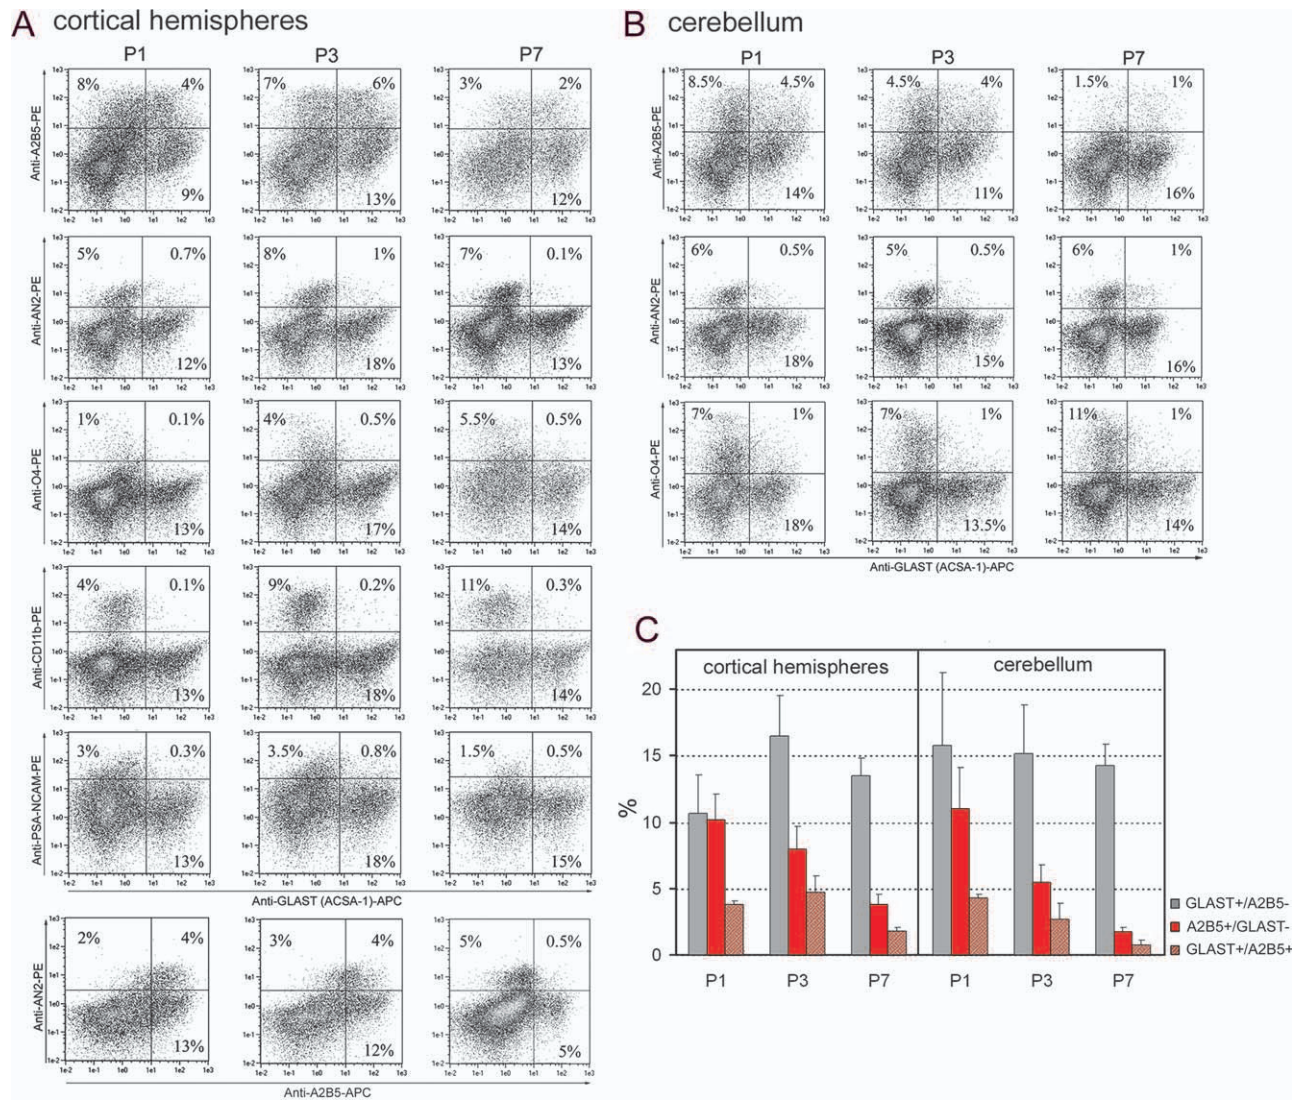 A cortical hemispheres
P1 P3 P7
Anti-A2B5-PE
8% 4% 7% 6% 3% 2%
9% 13% 12%
Anti-AN2-PE
5% 0.7% 8% 1% 7% 0.1%
12% 18% 13%
Anti-O4-PE
1% 0.1% 4% 0.5% 5.5% 0.5%
13% 17% 14%
Anti-CD11b-PE
4% 0.1% 9% 0.2% 11% 0.3%
13% 18% 14%
Anti-PSA-NCAM-PE
3% 0.3% 3.5% 0.8% 1.5% 0.5%
13% 18% 15%
Anti-GLAST (ACSA-1)-APC
Anti-AN2-PE
2% 4% 3% 4% 5% 0.5%
13% 12% 5%
Anti-A2B5-APC
B cerebellum
P1 P3 P7
Anti-A2B5-PE
8.5% 4.5% 4.5% 4% 1.5% 1%
14% 11% 16%
Anti-AN2-PE
6% 0.5% 5% 0.5% 6% 1%
18% 15% 16%
Anti-O4-PE
7% 1% 7% 1% 11% 1%
18% 13.5% 14%
Anti-GLAST (ACSA-1)-APC
C
cortical hemispheres cerebellum
%
20
15
10
5
0
P1 P3 P7 P1 P3 P7
GLAST+/A2B5-
A2B5+/GLAST-
GLAST+/A2B5+